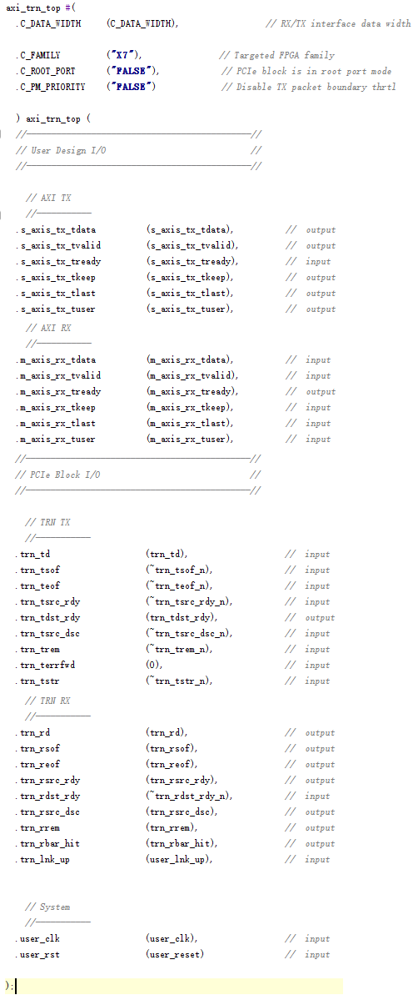 axi_trn_top #(
.C_DATA_WIDTH (C_DATA_WIDTH), // RX/TX interface data width
.C_FAMILY ("X7"), // Targeted FPGA family
.C_ROOT_PORT ("FALSE"), // PCIe block is in root port mode
.C_PM_PRIORITY ("FALSE") // Disable TX packet boundary thrtl
) axi_trn_top (
//---------------------------------------------//
// User Design I/O //
//---------------------------------------------//
// AXI TX
//-----------
.s_axis_tx_tdata (s_axis_tx_tdata), // output
.s_axis_tx_tvalid (s_axis_tx_tvalid), // output
.s_axis_tx_tready (s_axis_tx_tready), // input
.s_axis_tx_tkeep (s_axis_tx_tkeep), // output
.s_axis_tx_tlast (s_axis_tx_tlast), // output
.s_axis_tx_tuser (s_axis_tx_tuser), // output
// AXI RX
//-----------
.m_axis_rx_tdata (m_axis_rx_tdata), // input
.m_axis_rx_tvalid (m_axis_rx_tvalid), // input
.m_axis_rx_tready (m_axis_rx_tready), // output
.m_axis_rx_tkeep (m_axis_rx_tkeep), // input
.m_axis_rx_tlast (m_axis_rx_tlast), // input
.m_axis_rx_tuser (m_axis_rx_tuser), // input
//---------------------------------------------//
// PCIe Block I/O //
//---------------------------------------------//
// TRN TX
//-----------
.trn_td (trn_td), // input
.trn_tsof (~trn_tsof_n), // input
.trn_teof (~trn_teof_n), // input
.trn_tsrc_rdy (~trn_tsrc_rdy_n), // input
.trn_tdst_rdy (trn_tdst_rdy), // output
.trn_tsrc_dsc (~trn_tsrc_dsc_n), // input
.trn_trem (~trn_trem_n), // input
.trn_terrfwd (0), // input
.trn_tstr (~trn_tstr_n), // input
// TRN RX
//-----------
.trn_rd (trn_rd), // output
.trn_rsof (trn_rsof), // output
.trn_reof (trn_reof), // output
.trn_rsrc_rdy (trn_rsrc_rdy), // output
.trn_rdst_rdy (~trn_rdst_rdy_n), // input
.trn_rsrc_dsc (trn_rsrc_dsc), // output
.trn_rrem (trn_rrem), // output
.trn_rbar_hit (trn_rbar_hit), // output
.trn_lnk_up (user_lnk_up), // input
// System
//-----------
.user_clk (user_clk), // input
.user_rst (user_reset) // input
);